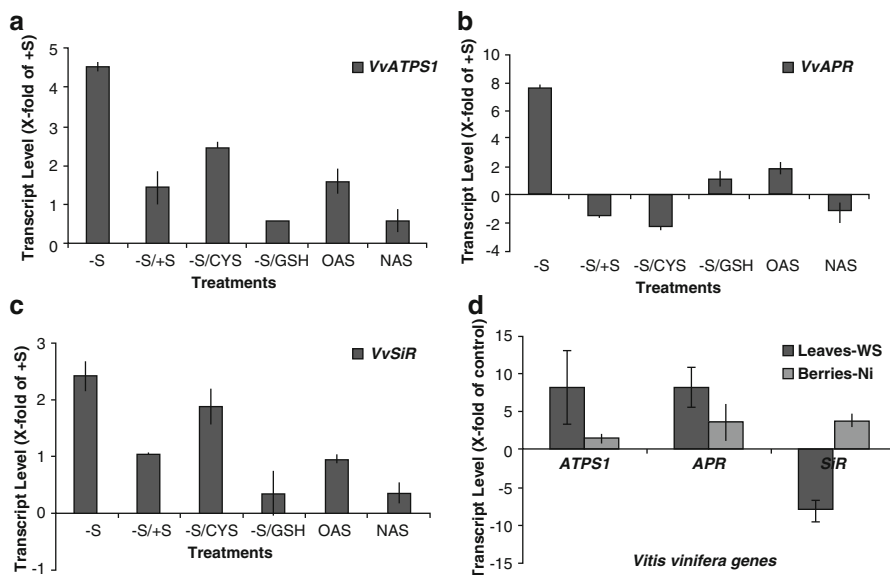 a
5
4
3
2
1
0
Transcript Level (X-fold of +S)
VvATPS1
-S -S/+S -S/CYS -S/GSH OAS NAS
Treatments
b
10
8
6
4
2
0
-2
-4
Transcript Level (X-fold of +S)
VvAPR
-S -S/+S -S/CYS -S/GSH OAS NAS
Treatments
c
3
2
1
0
-1
Transcript Level (X-fold of +S)
VvSiR
-S -S/+S -S/CYS -S/GSH OAS NAS
Treatments
d
15
10
5
0
-5
-10
-15
Transcript Level (X-fold of control)
Leaves-WS
Berries-Ni
ATPS1 APR SiR
Vitis vinifera genes